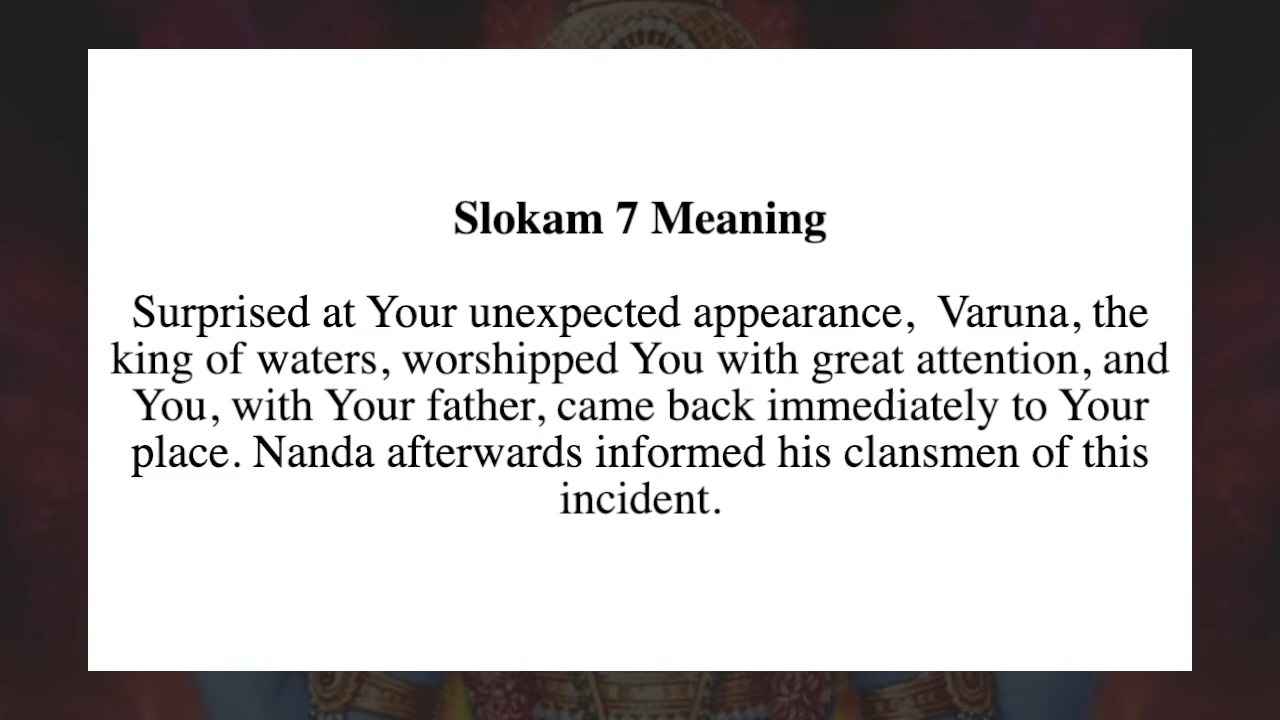 Slokam 7 Meaning
Surprised at Your unexpected appearance,  Varuna, the
king of waters, worshipped You with great attention, and
You, with Your father, came back immediately to Your
place. Nanda afterwards informed his clansmen of this
incident.